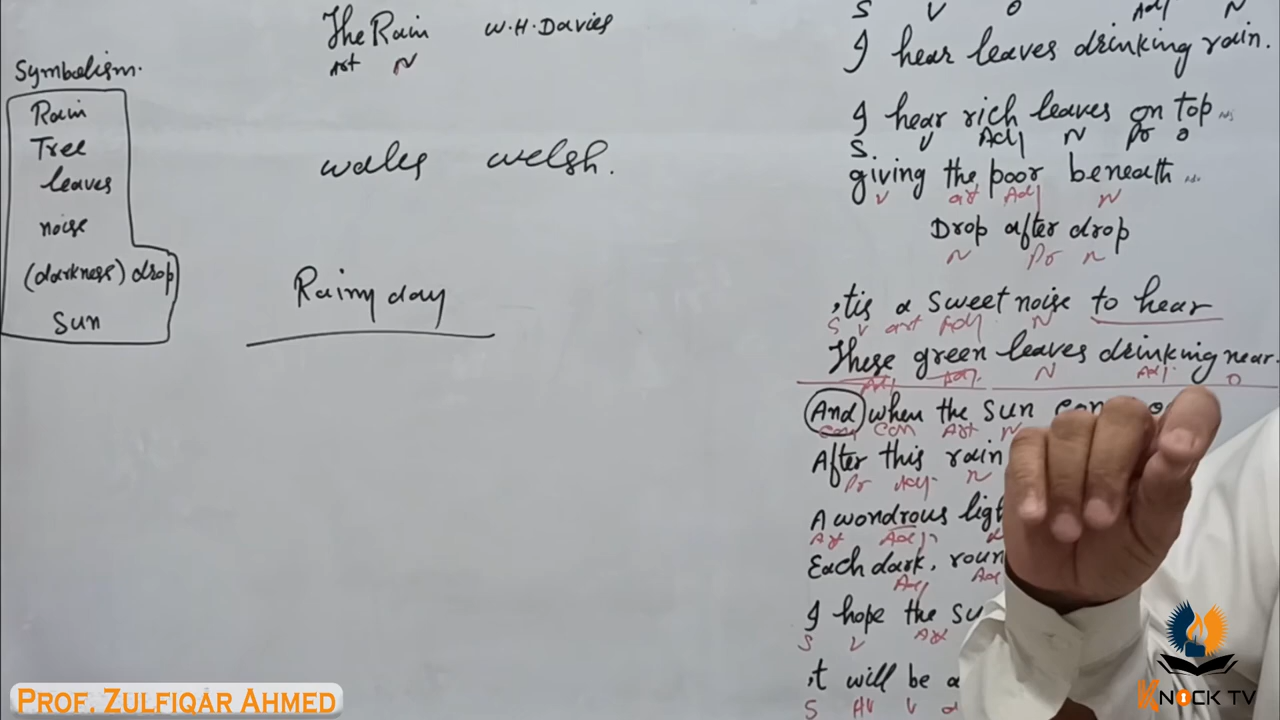 The Rain W.H.Davies
Art N
Symbolism.
Rain
Tree
leaves
noise
(darkness) drop
Sun
wales welsh.
Rainy day
S V O Adj N
I hear leaves drinking rain.
I hear rich leaves on top
S. V Adj N Pr O
giving the poor beneath
V art Adj N
Drop after drop
N Pr n
,tis a sweet noise to hear
S V art Adj N
These green leaves drinking near.
Adj Adj. N Adj. O
And when the Sun
Conj Con Art N
After this rain
Pr Adj. n
A wondrous
Art Adj
Each dark,
Adj Adj
I hope the
S V Art
it will be a
S AV V
PROF. ZULFIQAR AHMED
KNOCK TV